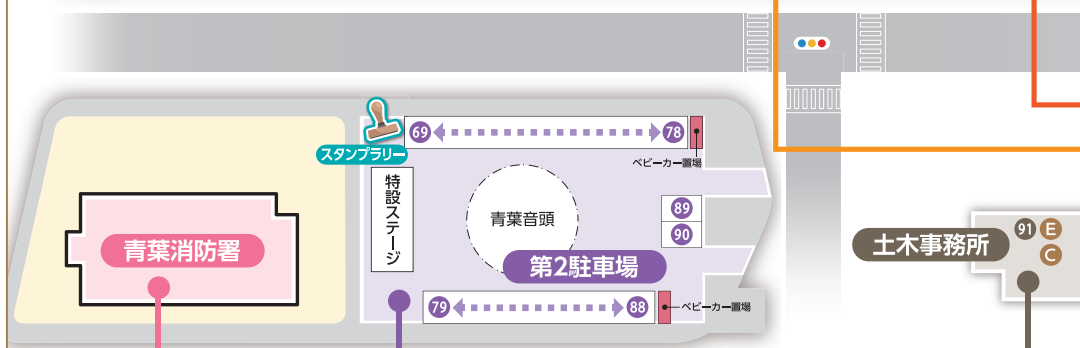 スタンプラリー
69
78
ベビーカー置場
特設ステージ
青葉音頭
89
90
91
E
C
土木事務所
青葉消防署
第2駐車場
79
88
ベビーカー置場